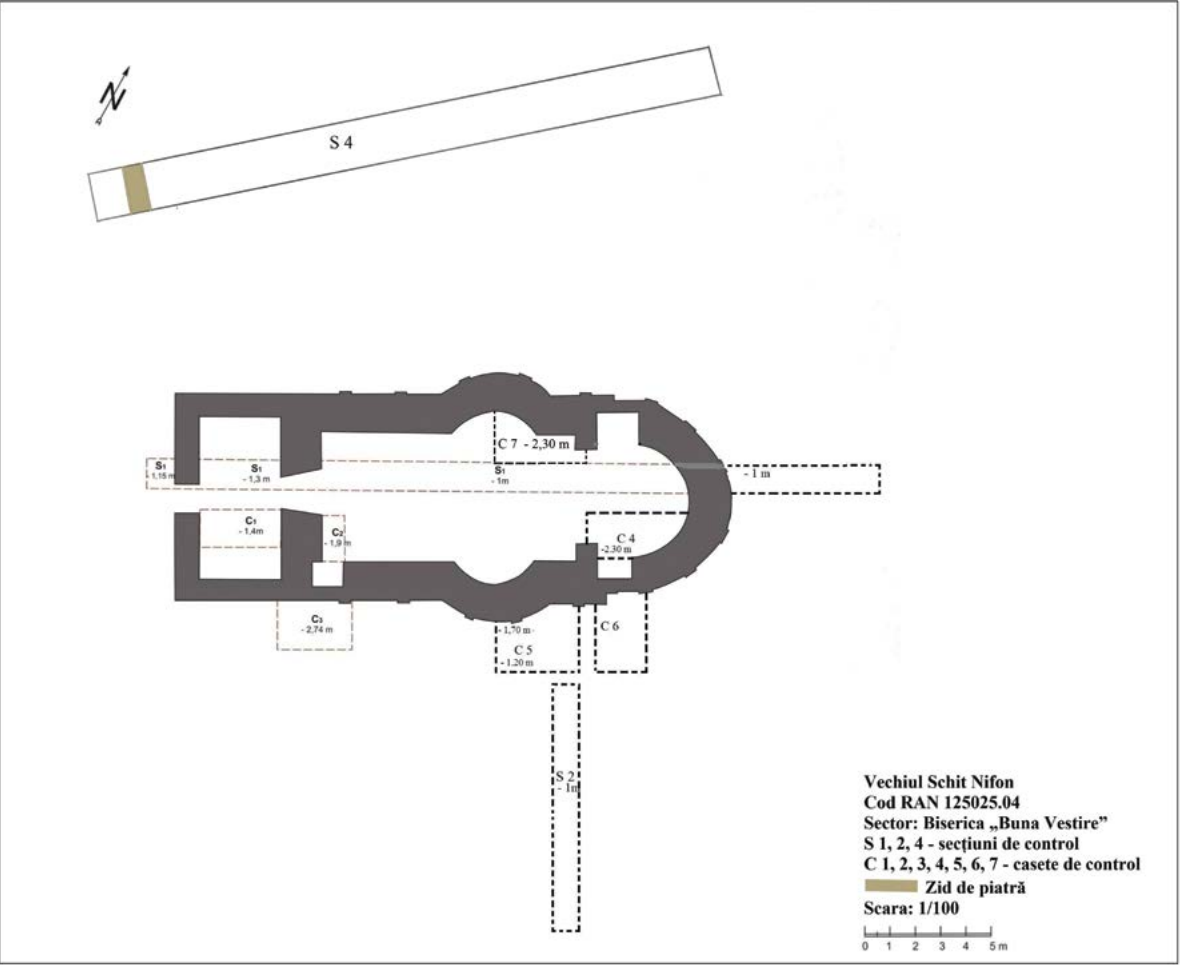 N
S 4
C 7 - 2,30 m
S1
- 1,15 m
S1
- 1,3m
S1
- 1m
- 1 m
C1
- 1,4m
C2
- 1,9 m
C 4
-2.30 m
C3
- 2,74 m
- 1,70 m -
C 5
- 1.20 m
C 6
S 2
- 1m
Vechiul Schit Nifon
Cod RAN 125025.04
Sector: Biserica „Buna Vestire”
S 1, 2, 4 - secțiuni de control
C 1, 2, 3, 4, 5, 6, 7 - casete de control
Zid de piatră
Scara: 1/100
0 1 2 3 4 5 m